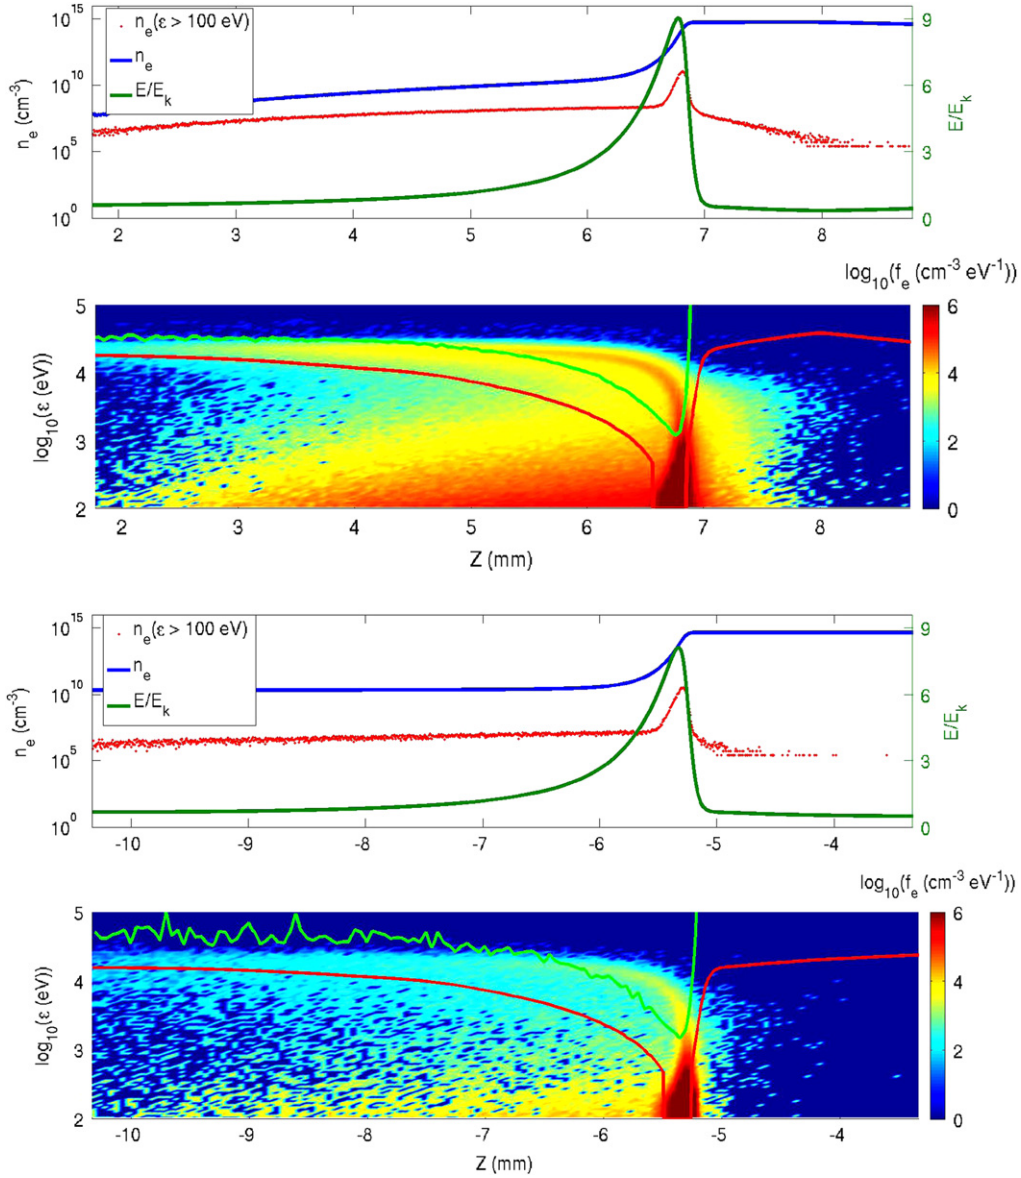 10^15
10^10
10^5
10^0
n_e (cm^-3)
n_e(ε > 100 eV)
n_e
E/E_k
9
6
3
0
E/E_k
2 3 4 5 6 7 8
log_10(f_e (cm^-3 eV^-1))
5
4
3
2
log_10(ε (eV))
6
4
2
0
2 3 4 5 6 7 8
Z (mm)
10^15
10^10
10^5
10^0
n_e (cm^-3)
n_e(ε > 100 eV)
n_e
E/E_k
9
6
3
0
E/E_k
-10 -9 -8 -7 -6 -5 -4
log_10(f_e (cm^-3 eV^-1))
5
4
3
2
log_10(ε (eV))
6
4
2
0
-10 -9 -8 -7 -6 -5 -4
Z (mm)